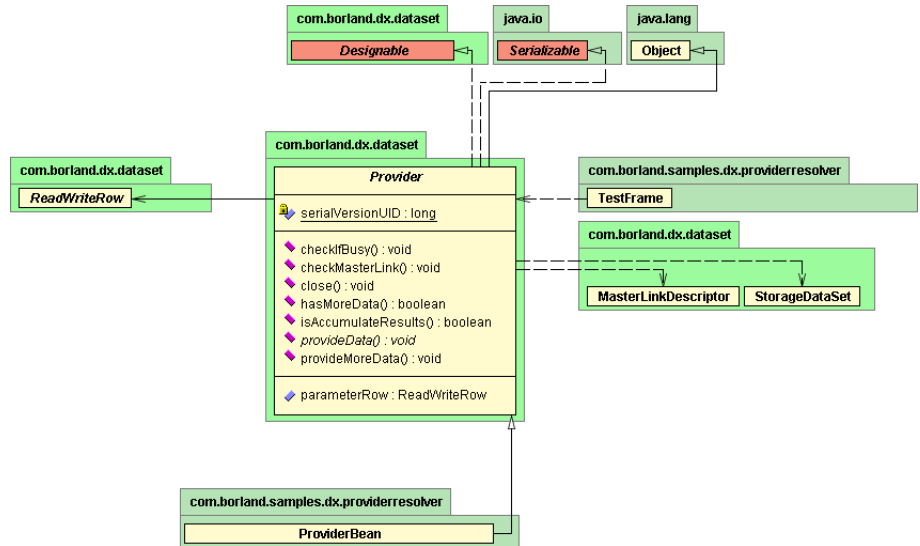 com.borland.dx.dataset
Designable
java.io
Serializable
java.lang
Object
com.borland.dx.dataset
ReadWriteRow
com.borland.dx.dataset
Provider
serialVersionUID : long
checkIfBusy() : void
checkMasterLink() : void
close() : void
hasMoreData() : boolean
isAccumulateResults() : boolean
provideData() : void
provideMoreData() : void
parameterRow : ReadWriteRow
com.borland.samples.dx.providerresolver
TestFrame
com.borland.dx.dataset
MasterLinkDescriptor
StorageDataSet
com.borland.samples.dx.providerresolver
ProviderBean